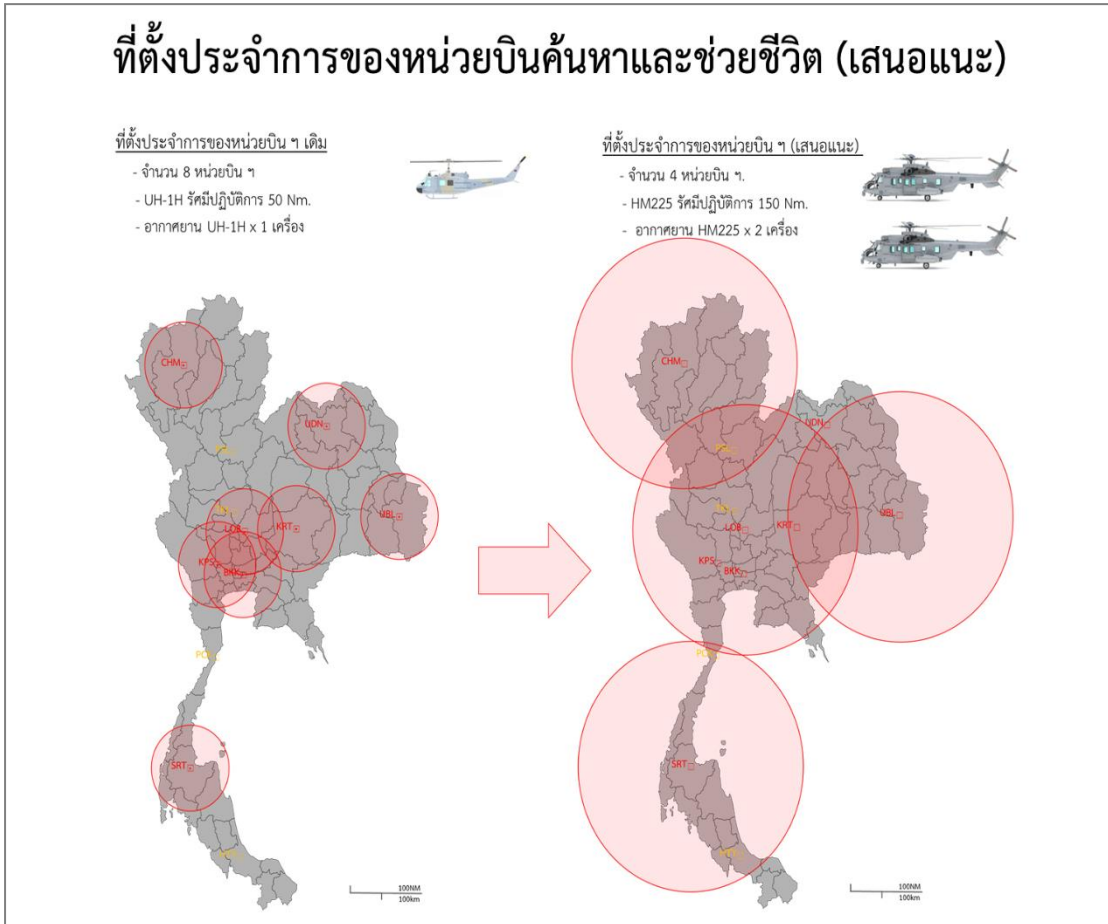 ที่ตั้งประจำการของหน่วยบินค้นหาและช่วยชีวิต (เสนอแนะ)
ที่ตั้งประจำการของหน่วยบิน ฯ เดิม
- จำนวน 8 หน่วยบิน ฯ
- UH-1H รัศมีปฏิบัติการ 50 Nm.
- อากาศยาน UH-1H x 1 เครื่อง
ที่ตั้งประจำการของหน่วยบิน ฯ (เสนอแนะ)
- จำนวน 4 หน่วยบิน ฯ.
- HM225 รัศมีปฏิบัติการ 150 Nm.
- อากาศยาน HM225 x 2 เครื่อง
CHM
UDN
LOB
KRT
UBL
KPS
BKK
SRT
100NM
100km
CHM
UDN
LOB
KRT
UBL
KPS
BKK
SRT
100NM
100km